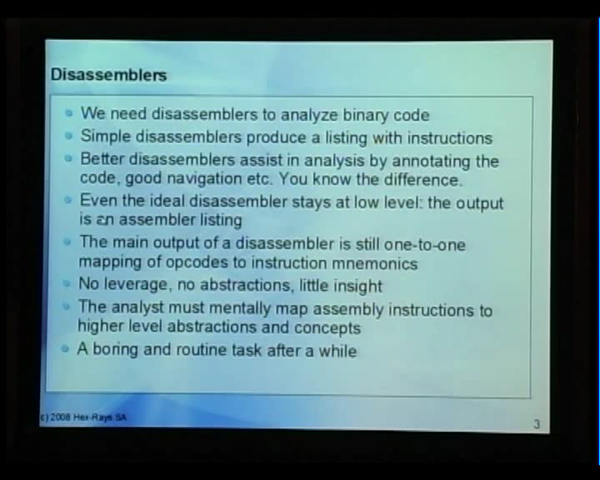 Disassemblers
We need disassemblers to analyze binary code
Simple disassemblers produce a listing with instructions
Better disassemblers assist in analysis by annotating the
code, good navigation etc. You know the difference.
Even the ideal disassembler stays at low level: the output
is an assembler listing
The main output of a disassembler is still one-to-one
mapping of opcodes to instruction mnemonics
No leverage, no abstractions, little insight
The analyst must mentally map assembly instructions to
higher level abstractions and concepts
A boring and routine task after a while
c) 2008 Hex-Rays SA
3